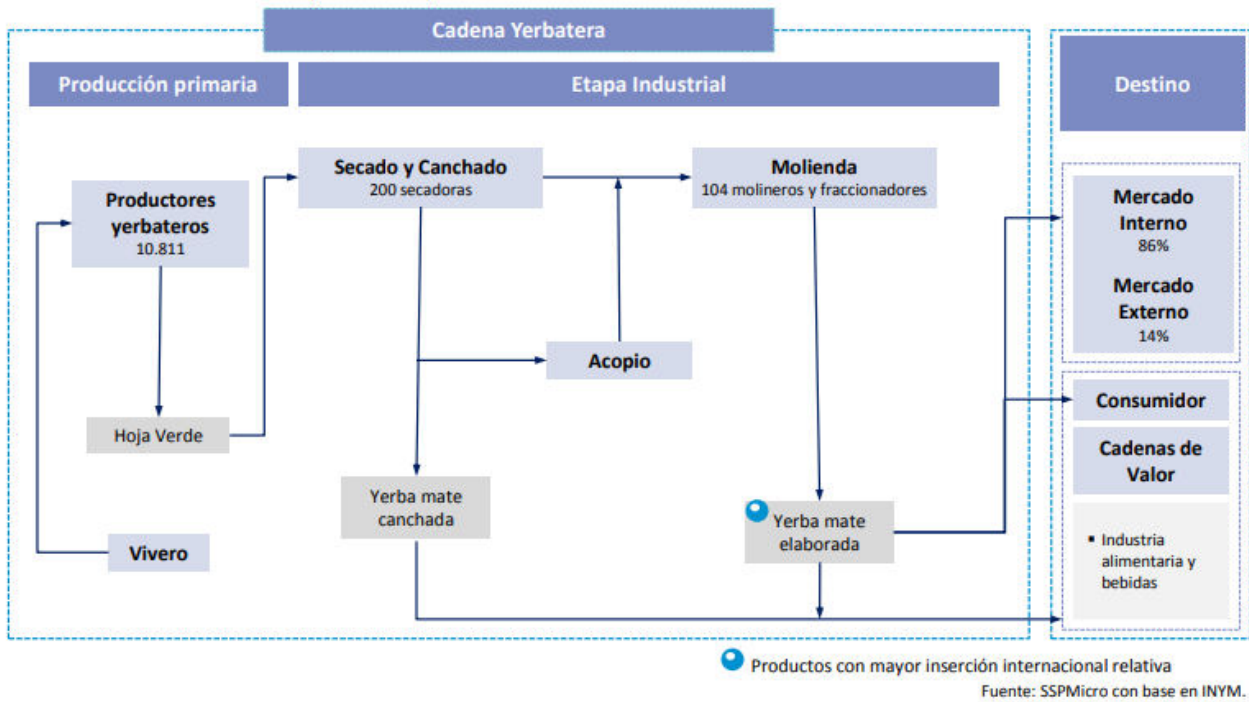 Cadena Yerbatera
Producción primaria
Etapa Industrial
Destino
Secado y Canchado
200 secadoras
Molienda
104 molineros y fraccionadores
Productores
yerbateros
10.811
Mercado
Interno
86%
Mercado
Externo
14%
Acopio
Hoja Verde
Consumidor
Cadenas de
Valor
Yerba mate
canchada
Yerba mate
elaborada
Vivero
▪ Industria
alimentaria y
bebidas
Productos con mayor inserción internacional relativa
Fuente: SSPMicro con base en INYM.